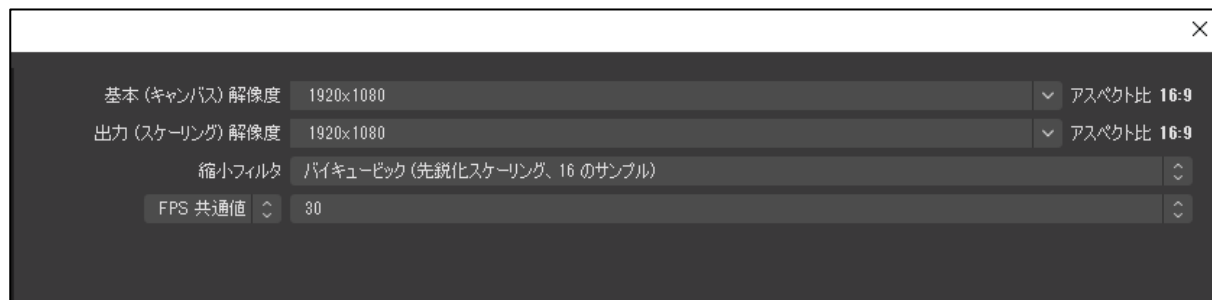 基本 (キャンバス) 解像度 1920x1080 アスペクト比 16:9
出力 (スケーリング) 解像度 1920x1080 アスペクト比 16:9
縮小フィルタ バイキュービック (先鋭化スケーリング、16 のサンプル)
FPS 共通値 30